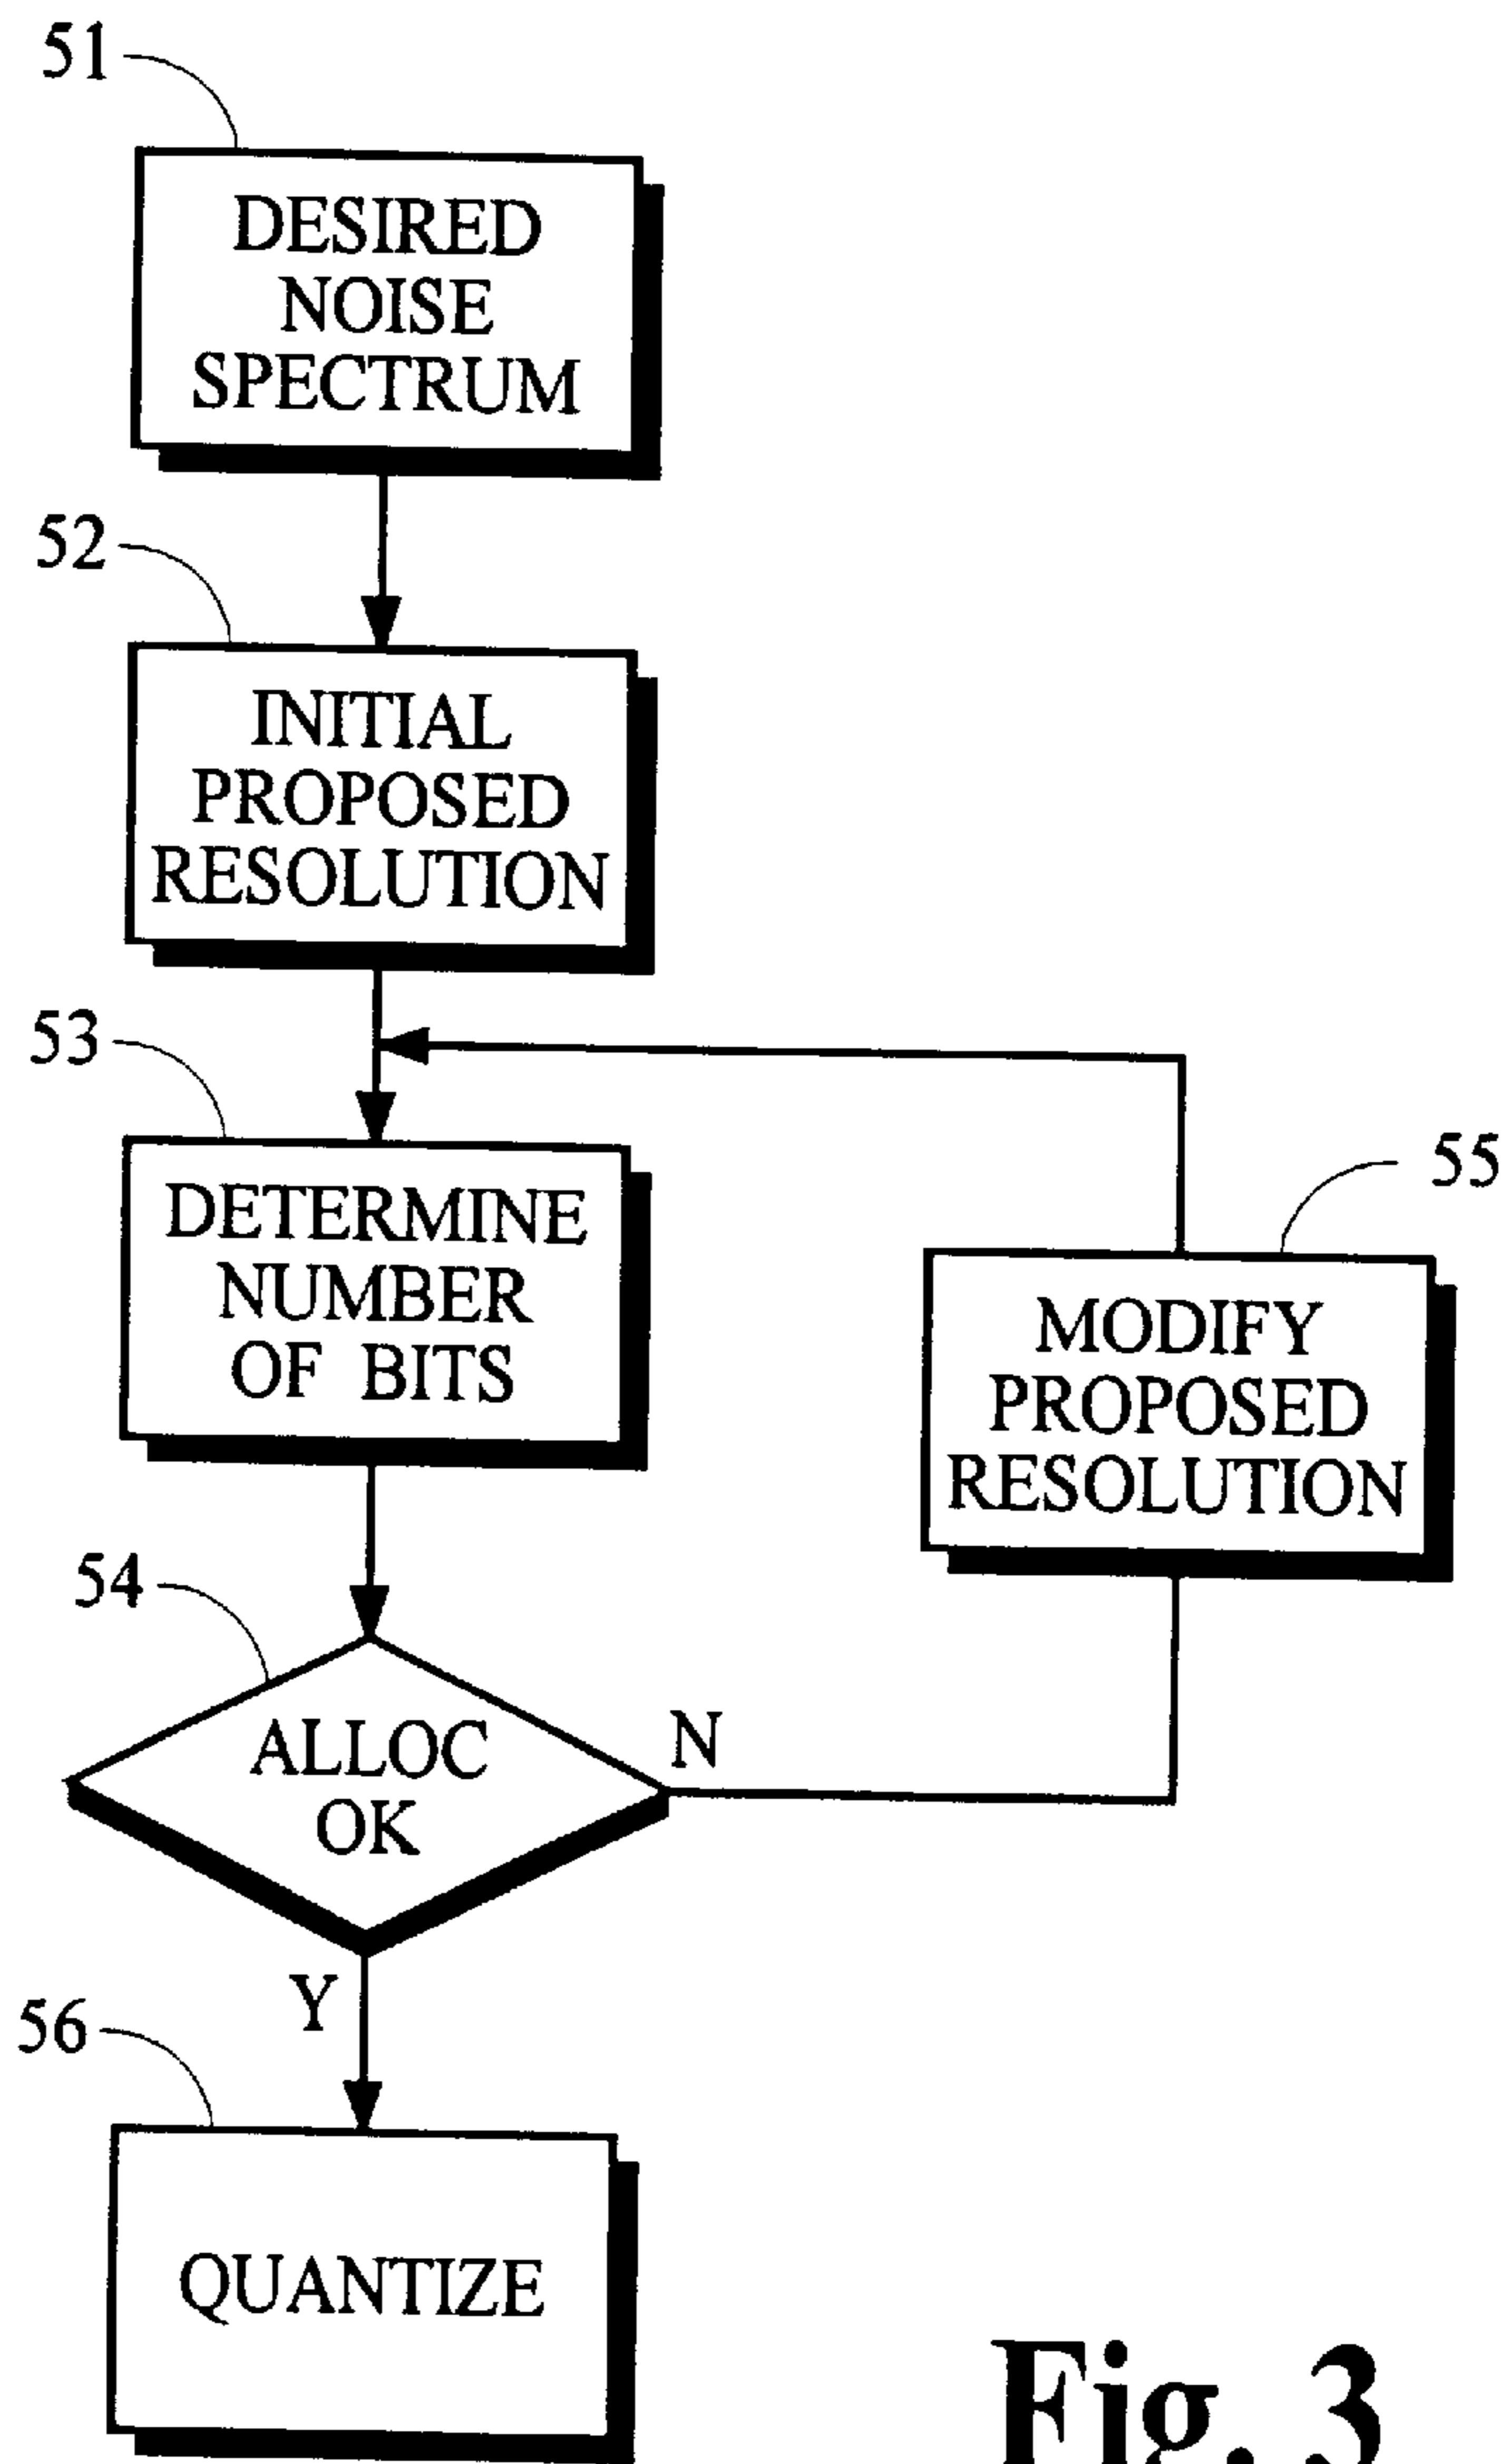 51
DESIRED
NOISE
SPECTRUM
52
INITIAL
PROPOSED
RESOLUTION
53
DETERMINE
NUMBER
OF BITS
55
MODIFY
PROPOSED
RESOLUTION
54
ALLOC
OK
N
Y
56
QUANTIZE
Fig. 3